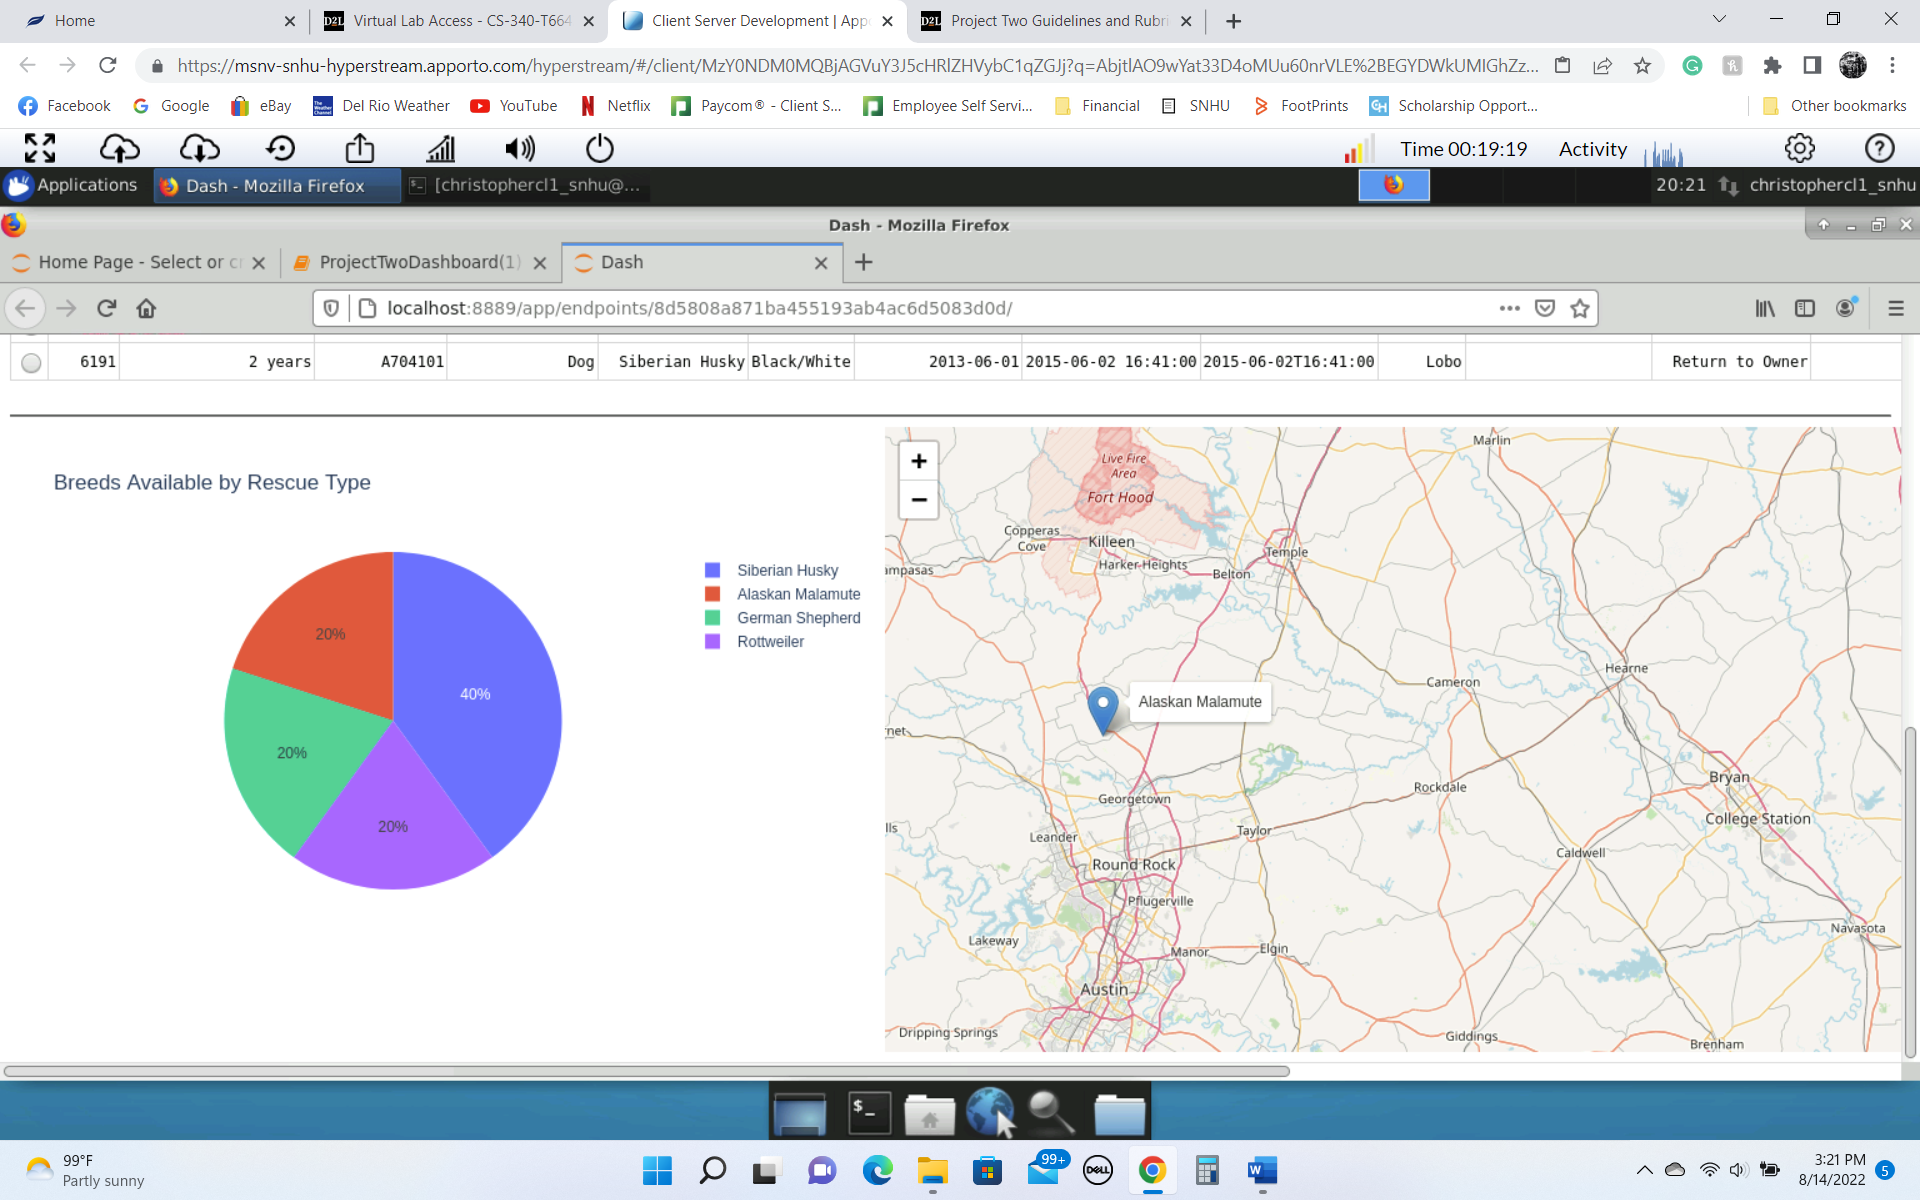 Home
Virtual Lab Access - CS-340-T664
Client Server Development | Appo
Project Two Guidelines and Rubri
https://msnv-snhu-hyperstream.apporto.com/hyperstream/#/client/MzY0NDM0MQBjAGVuY3J5cHRlZHVybC1qZGJj?q=AbjtlAO9wYat33D4oMUu60nrVLE%2BEGYDWkUMIGhZz...
Facebook Google eBay Del Rio Weather YouTube Netflix Paycom® - Client S... Employee Self Servi... Financial SNHU FootPrints Scholarship Opport... Other bookmarks
Time 00:19:19 Activity
Applications Dash - Mozilla Firefox [christophercl1_snhu@... 20:21 christophercl1_snhu
Dash - Mozilla Firefox
Home Page - Select or cr ProjectTwoDashboard(1) Dash
localhost:8889/app/endpoints/8d5808a871ba455193ab4ac6d5083d0d/
6191 2 years A704101 Dog Siberian Husky Black/White 2013-06-01 2015-06-02 16:41:00 2015-06-02T16:41:00 Lobo Return to Owner
Breeds Available by Rescue Type
20%
40%
20%
20%
Siberian Husky
Alaskan Malamute
German Shepherd
Rottweiler
+
−
Marlin
Live Fire
Area
Fort Hood
Copperas
Cove
Killeen
Temple
Harker Heights
ampasas
Belton
Hearne
Cameron
Alaskan Malamute
net
Bryan
Rockdale
Georgetown
College Station
lls
Leander
Taylor
Caldwell
Round Rock
Pflugerville
Navasota
Lakeway
Manor
Elgin
Austin
Dripping Springs
Giddings
Brenham
$_
99°F
Partly sunny
99+
DELL
W
3:21 PM
8/14/2022
5